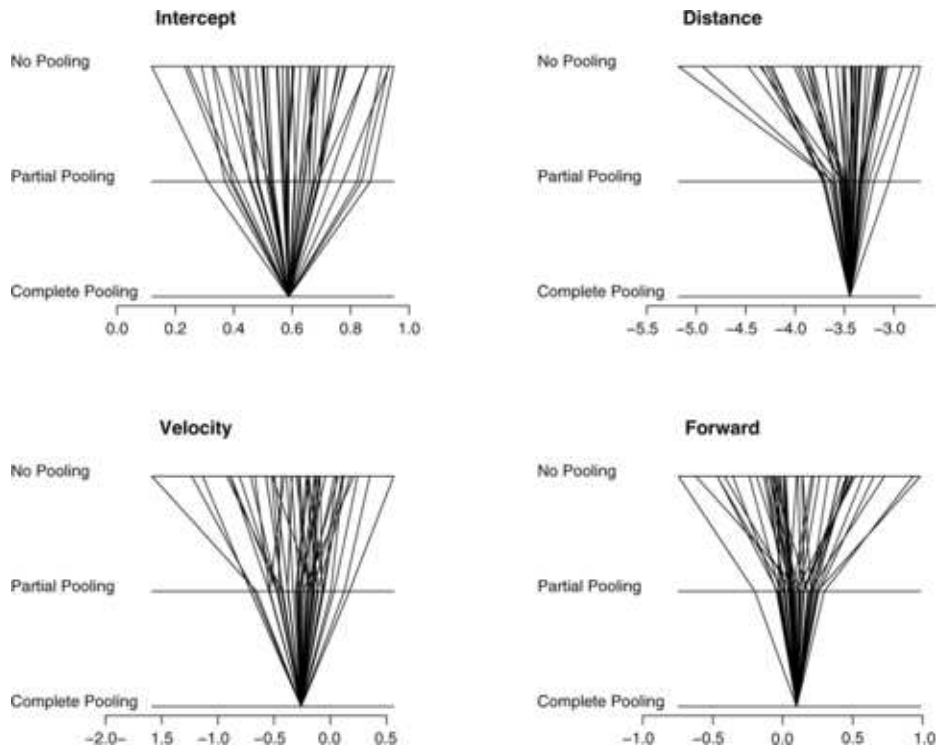 Intercept
No Pooling
Partial Pooling
Complete Pooling
0.0 0.2 0.4 0.6 0.8 1.0
Distance
No Pooling
Partial Pooling
Complete Pooling
−5.5 −5.0 −4.5 −4.0 −3.5 −3.0
Velocity
No Pooling
Partial Pooling
Complete Pooling
−2.0− 1.5 −1.0 −0.5 0.0 0.5
Forward
No Pooling
Partial Pooling
Complete Pooling
−1.0 −0.5 0.0 0.5 1.0